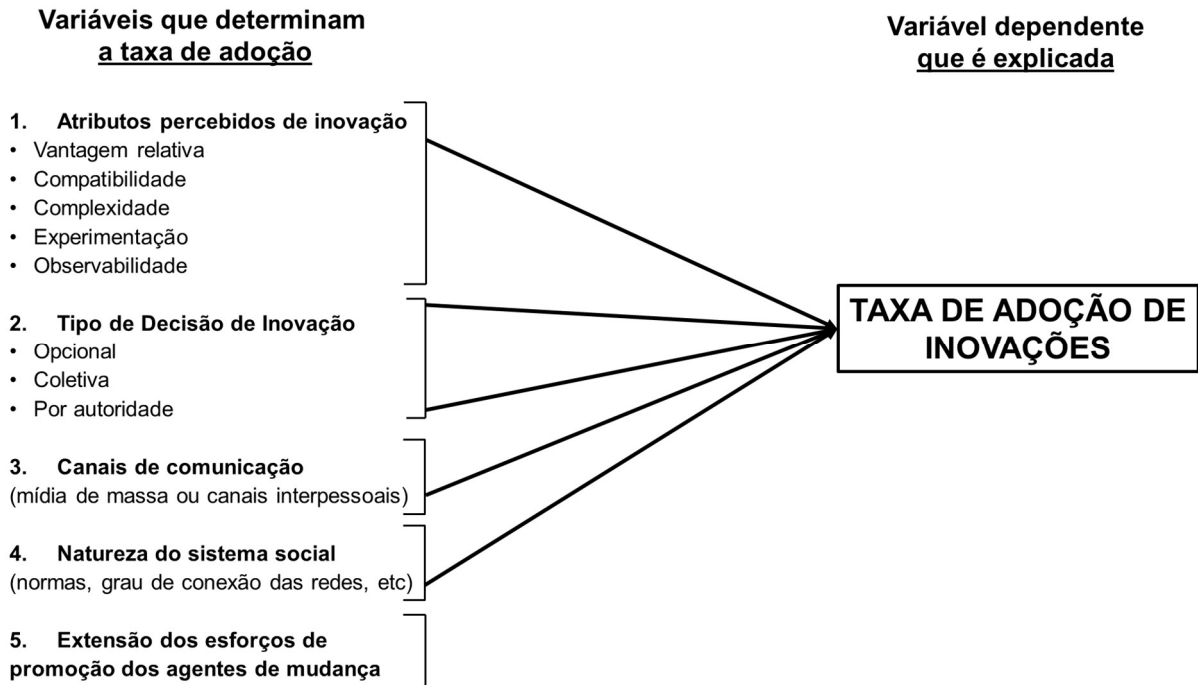 Variáveis que determinam
a taxa de adoção
Variável dependente
que é explicada
1. Atributos percebidos de inovação
• Vantagem relativa
• Compatibilidade
• Complexidade
• Experimentação
• Observabilidade
2. Tipo de Decisão de Inovação
• Opcional
• Coletiva
• Por autoridade
3. Canais de comunicação
(mídia de massa ou canais interpessoais)
4. Natureza do sistema social
(normas, grau de conexão das redes, etc)
5. Extensão dos esforços de
promoção dos agentes de mudança
TAXA DE ADOÇÃO DE
INOVAÇÕES